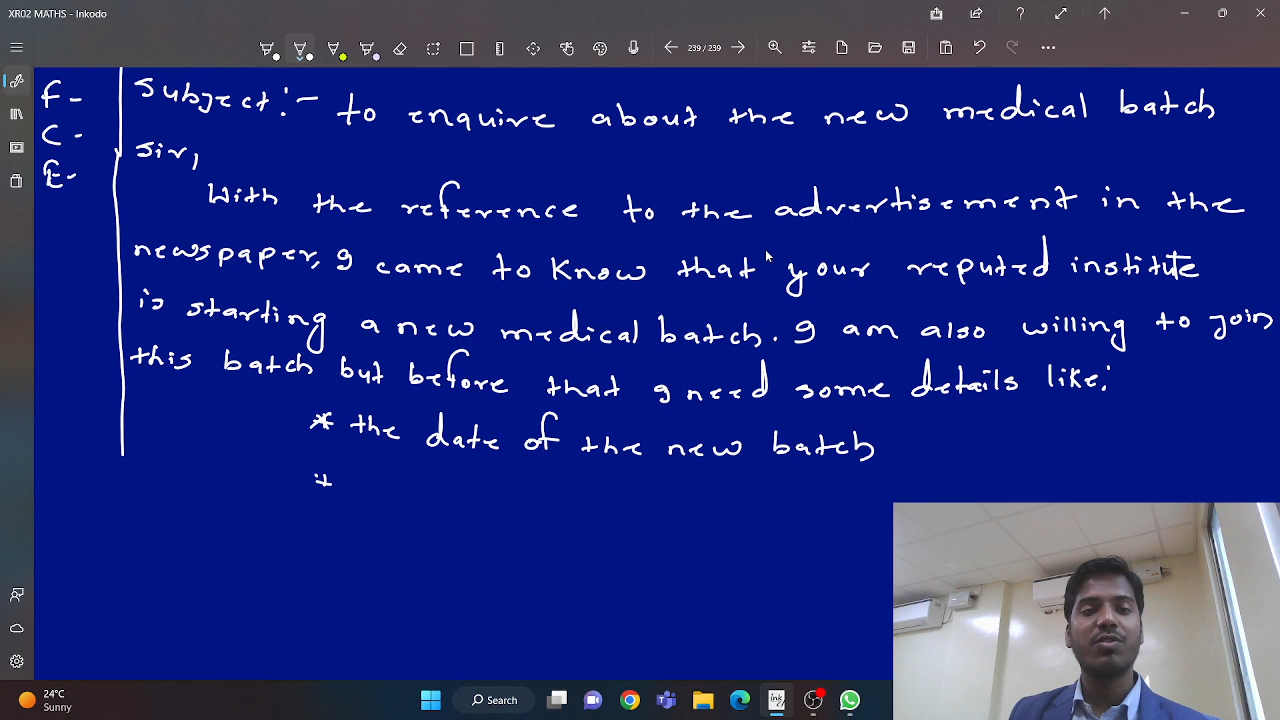 XR02 MATHS - Inkodo
239/239
F-
C-
E-
Subject:- to enquire about the new medical batch
Sir,
With the reference to the advertisement in the
newspaper, I came to know that your reputed institute
is starting a new medical batch. I am also willing to join
this batch but before that I need some details like:
* the date of the new batch
24°C
Sunny
Search
ink